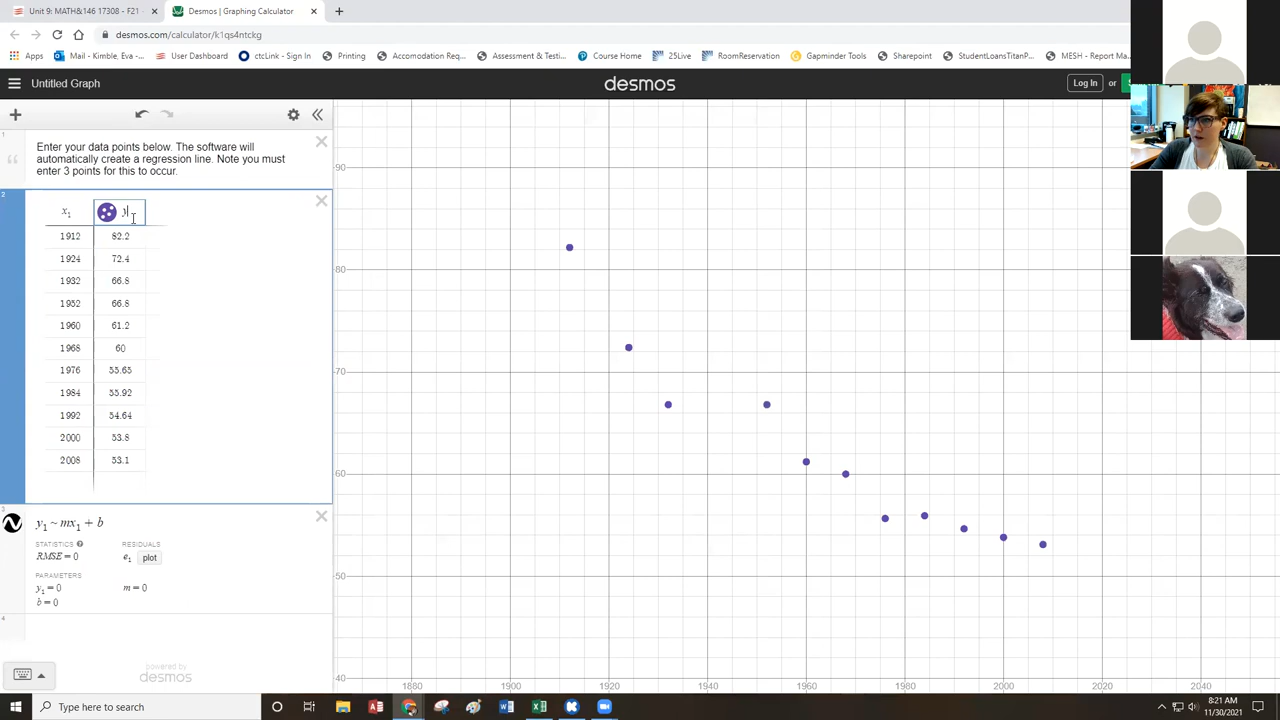 Unit 9: MATH&146 17308 – F21 -
Desmos | Graphing Calculator
desmos.com/calculator/k1qs4ntckg
Apps
Mail - Kimble, Eva -
User Dashboard
ctcLink - Sign In
Printing
Accomodation Req...
Assessment & Testi...
Course Home
25Live
RoomReservation
Gapminder Tools
Sharepoint
StudentLoansTitanP...
MESH - Report Ma...
Untitled Graph
desmos
Log In or
1
Enter your data points below. The software will
automatically create a regression line. Note you must
enter 3 points for this to occur.
2
x₁ y
1912 82.2
1924 72.4
1932 66.8
1952 66.8
1960 61.2
1968 60
1976 55.65
1984 55.92
1992 54.64
2000 53.8
2008 53.1
3
y₁ ~ mx₁ + b
STATISTICS RESIDUALS
RMSE = 0 e₁ plot
PARAMETERS
y₁ = 0 m = 0
b = 0
4
powered by
desmos
90
80
70
60
50
40
1880 1900 1920 1940 1960 1980 2000 2020 2040
Type here to search
8:21 AM
11/30/2021